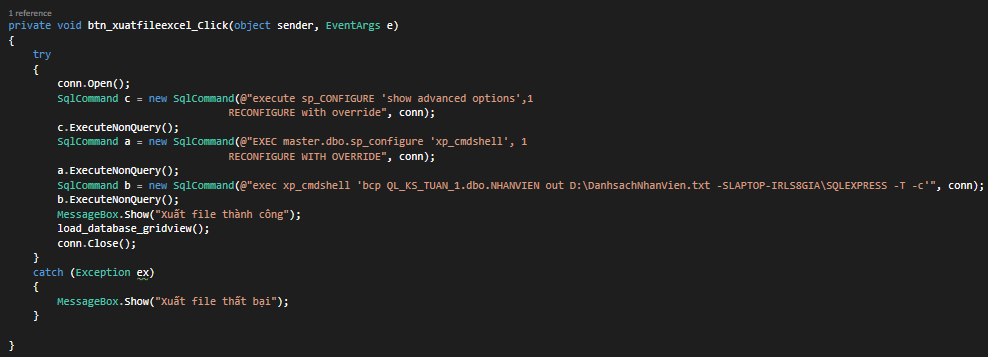 1 reference
private void btn_xuatfileexcel_Click(object sender, EventArgs e)
{
try
{
conn.Open();
SqlCommand c = new SqlCommand(@"execute sp_CONFIGURE 'show advanced options',1
RECONFIGURE with override", conn);
c.ExecuteNonQuery();
SqlCommand a = new SqlCommand(@"EXEC master.dbo.sp_configure 'xp_cmdshell', 1
RECONFIGURE WITH OVERRIDE", conn);
a.ExecuteNonQuery();
SqlCommand b = new SqlCommand(@"exec xp_cmdshell 'bcp QL_KS_TUAN_1.dbo.NHANVIEN out D:\DanhsachNhanVien.txt -SLAPTOP-IRLS8GIA\SQLEXPRESS -T -c'", conn);
b.ExecuteNonQuery();
MessageBox.Show("Xuất file thành công");
load_database_gridview();
conn.Close();
}
catch (Exception ex)
{
MessageBox.Show("Xuất file thất bại");
}
}